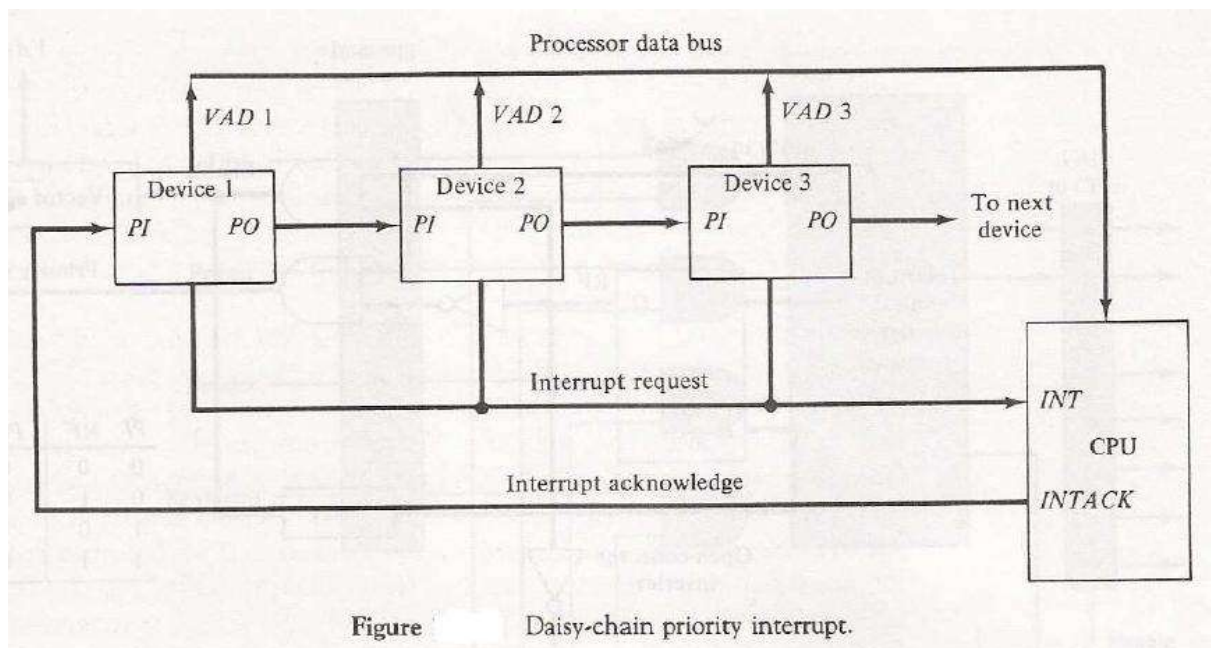 Processor data bus
VAD 1
VAD 2
VAD 3
Device 1
PI PO
Device 2
PI PO
Device 3
PI PO
To next
device
Interrupt request
INT
CPU
Interrupt acknowledge
INTACK
Figure Daisy-chain priority interrupt.